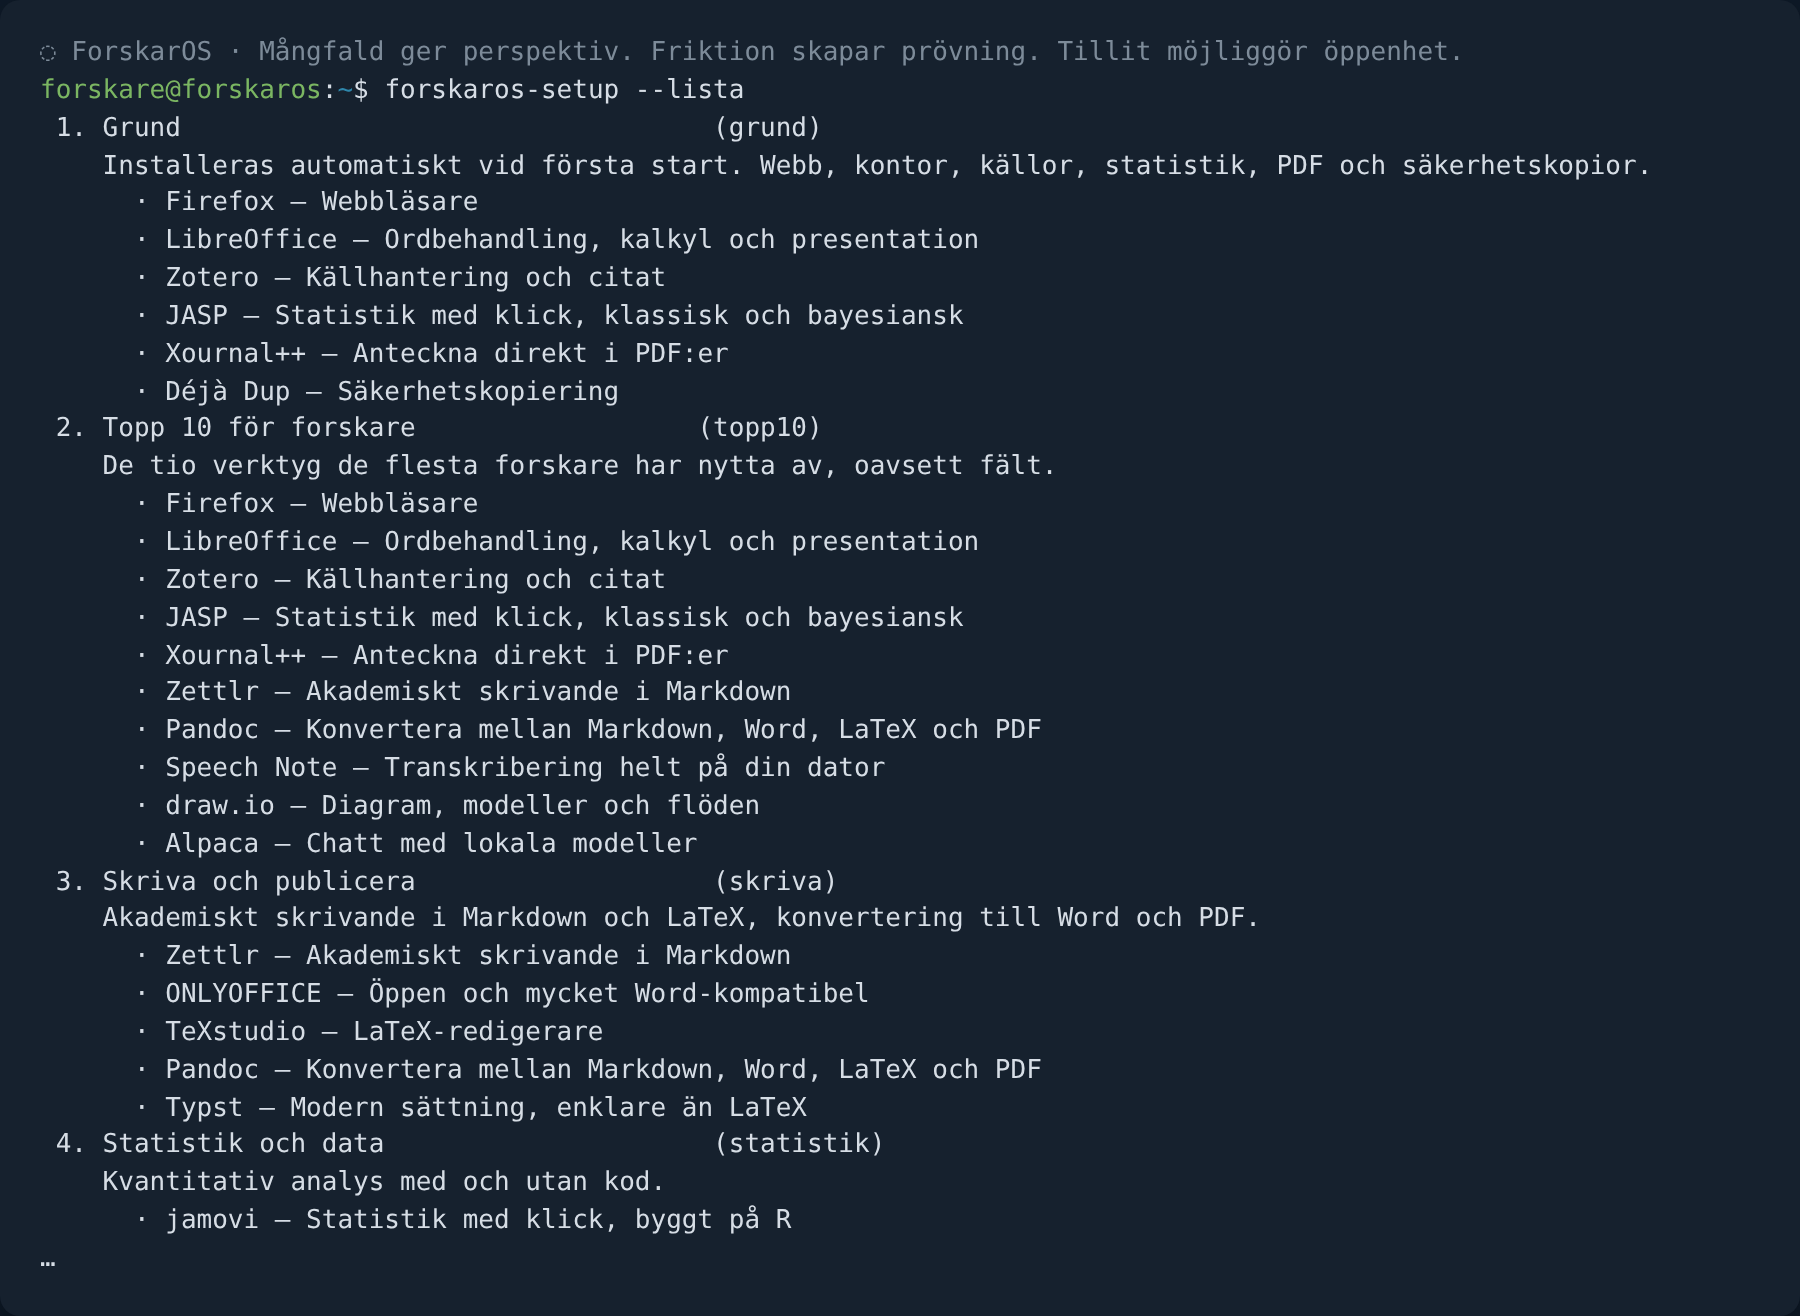 ◌ ForskarOS · Mångfald ger perspektiv. Friktion skapar prövning. Tillit möjliggör öppenhet.
forskare@forskaros:~$ forskaros-setup --lista
1. Grund (grund)
Installeras automatiskt vid första start. Webb, kontor, källor, statistik, PDF och säkerhetskopior.
· Firefox — Webbläsare
· LibreOffice — Ordbehandling, kalkyl och presentation
· Zotero — Källhantering och citat
· JASP — Statistik med klick, klassisk och bayesiansk
· Xournal++ — Anteckna direkt i PDF:er
· Déjà Dup — Säkerhetskopiering
2. Topp 10 för forskare (topp10)
De tio verktyg de flesta forskare har nytta av, oavsett fält.
· Firefox — Webbläsare
· LibreOffice — Ordbehandling, kalkyl och presentation
· Zotero — Källhantering och citat
· JASP — Statistik med klick, klassisk och bayesiansk
· Xournal++ — Anteckna direkt i PDF:er
· Zettlr — Akademiskt skrivande i Markdown
· Pandoc — Konvertera mellan Markdown, Word, LaTeX och PDF
· Speech Note — Transkribering helt på din dator
· draw.io — Diagram, modeller och flöden
· Alpaca — Chatt med lokala modeller
3. Skriva och publicera (skriva)
Akademiskt skrivande i Markdown och LaTeX, konvertering till Word och PDF.
· Zettlr — Akademiskt skrivande i Markdown
· ONLYOFFICE — Öppen och mycket Word-kompatibel
· TeXstudio — LaTeX-redigerare
· Pandoc — Konvertera mellan Markdown, Word, LaTeX och PDF
· Typst — Modern sättning, enklare än LaTeX
4. Statistik och data (statistik)
Kvantitativ analys med och utan kod.
· jamovi — Statistik med klick, byggt på R
…